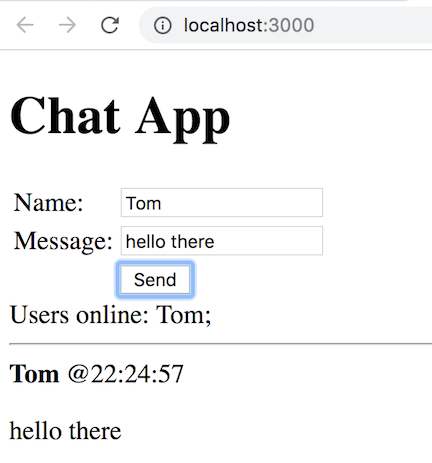 localhost:3000
Chat App
Name: Tom
Message: hello there
Send
Users online: Tom;
Tom @22:24:57
hello there